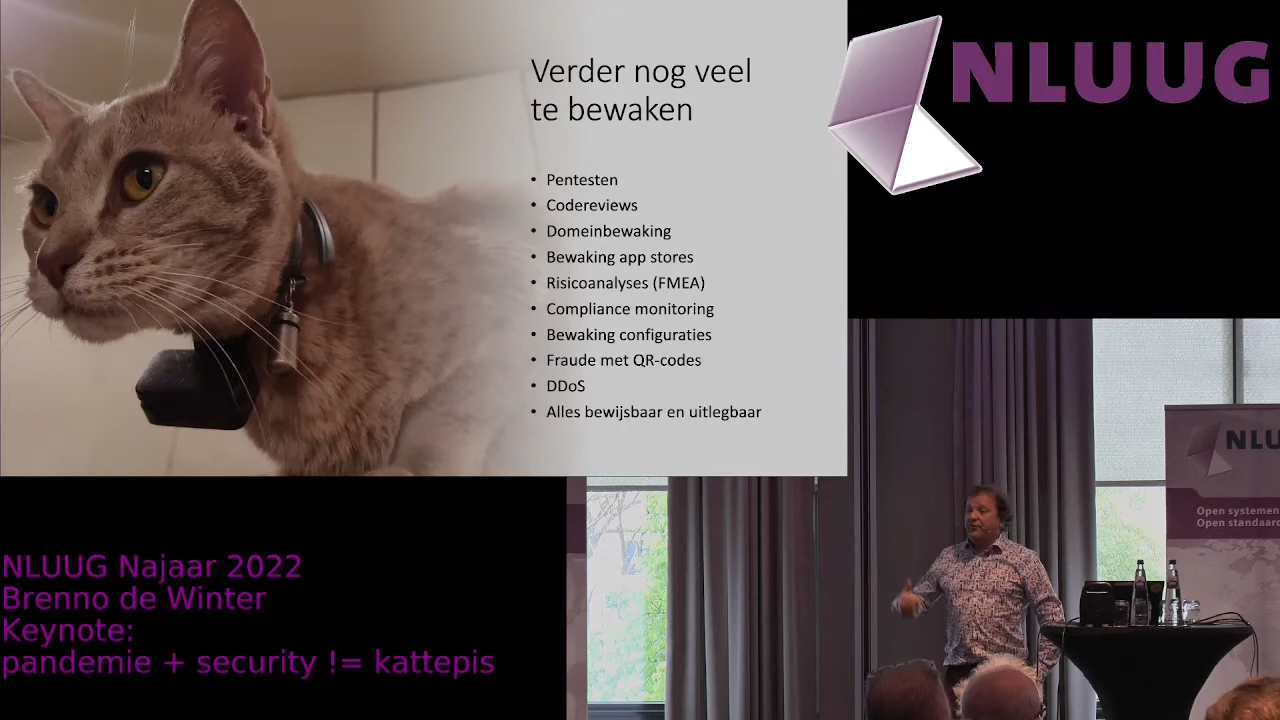 Verder nog veel
te bewaken
• Pentesten
• Codereviews
• Domeinbewaking
• Bewaking app stores
• Risicoanalyses (FMEA)
• Compliance monitoring
• Bewaking configuraties
• Fraude met QR-codes
• DDoS
• Alles bewijsbaar en uitlegbaar
NLUUG
NLU
Open systemen
Open standaard
NLUUG Najaar 2022
Brenno de Winter
Keynote:
pandemie + security != kattepis